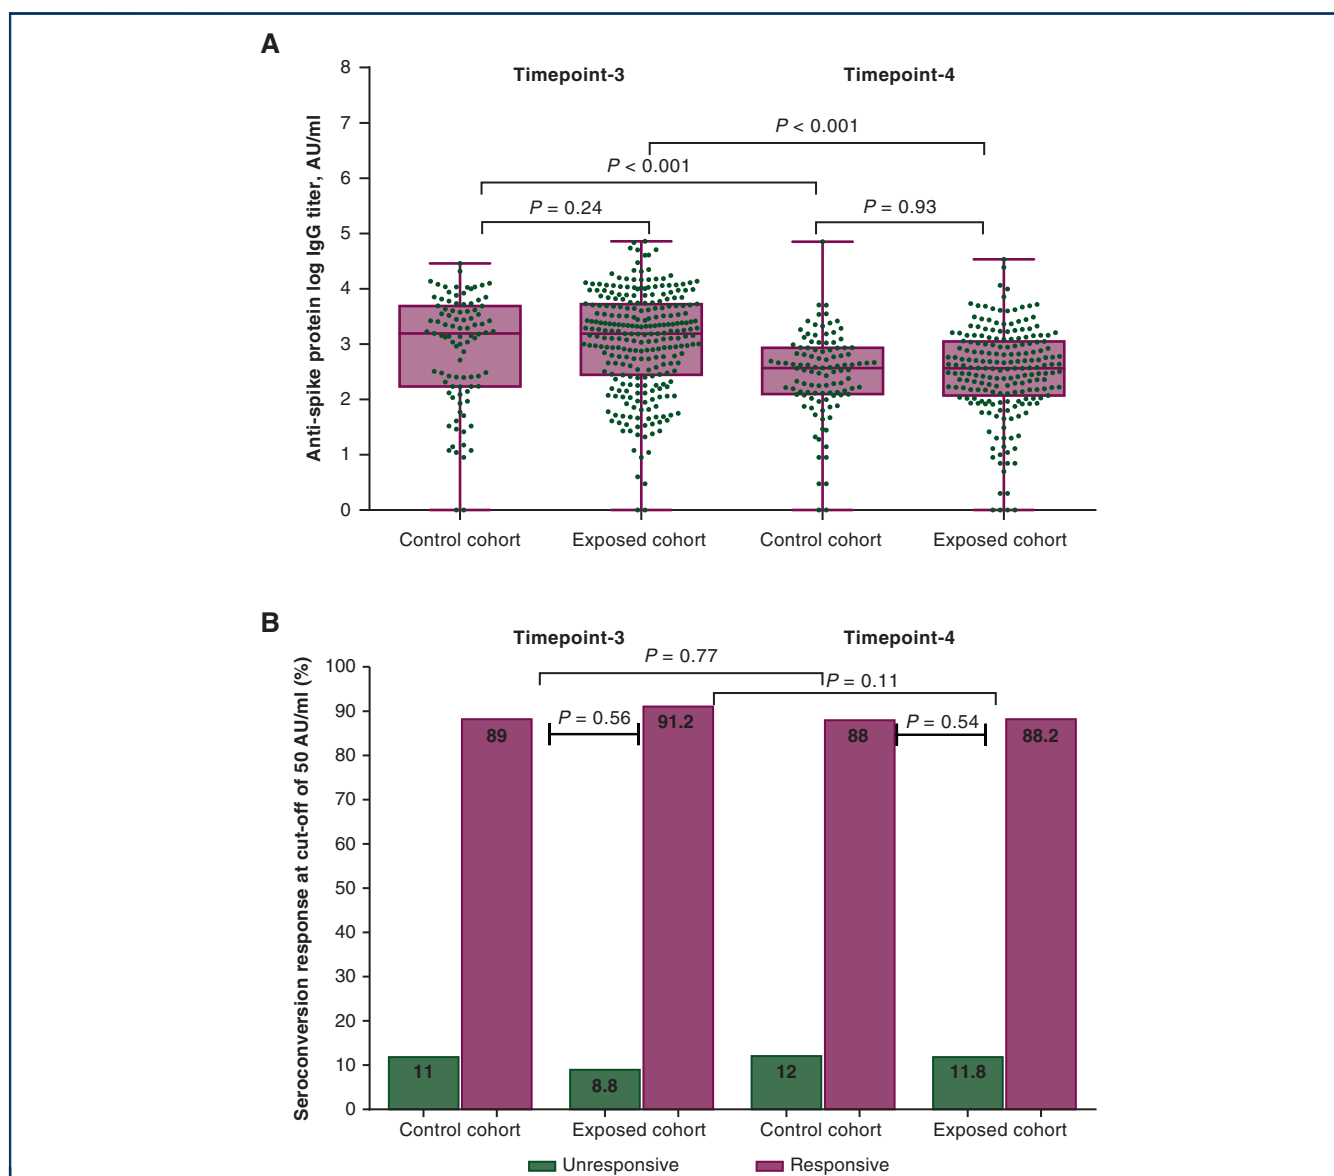 A
Timepoint-3 Timepoint-4
Anti-spike protein log IgG titer, AU/ml
8
7
6
5
4
3
2
1
0
P < 0.001
P < 0.001
P = 0.24
P = 0.93
Control cohort Exposed cohort Control cohort Exposed cohort
B
Timepoint-3 Timepoint-4
Seroconversion response at cut-off of 50 AU/ml (%)
100
90
80
70
60
50
40
30
20
10
0
P = 0.77
P = 0.11
P = 0.56
P = 0.54
89
91.2
88
88.2
11
8.8
12
11.8
Control cohort Exposed cohort Control cohort Exposed cohort
Unresponsive Responsive